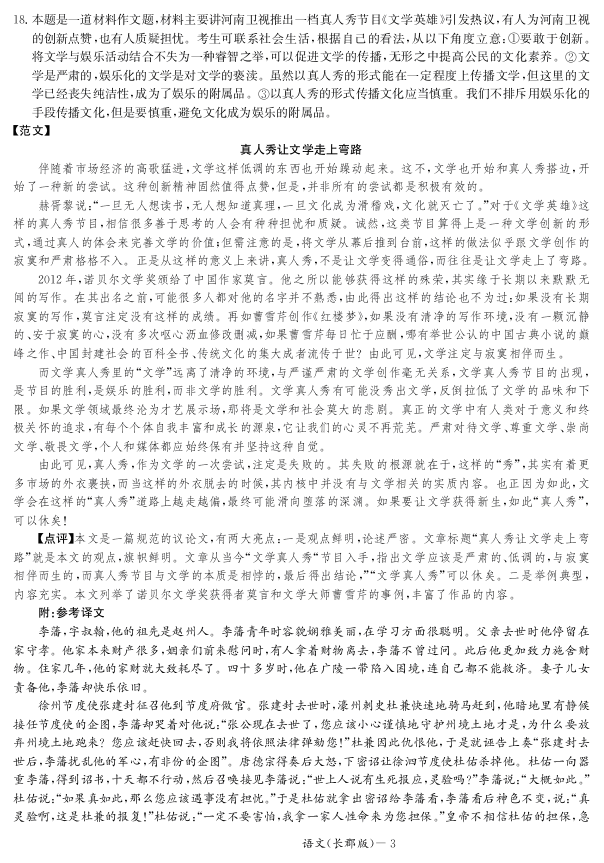 18. 本题是一道材料作文题,材料主要讲河南卫视推出一档真人秀节目《文学英雄》引发热议,有人为河南卫视
的创新点赞,也有人质疑担忧。考生可联系社会生活,根据自己的看法,从以下角度立意:①要敢于创新。
将文学与娱乐活动结合不失为一种睿智之举,可以促进文学的传播,无形之中提高公民的文化素养。②文
学是严肃的,娱乐化的文学是对文学的亵渎。虽然以真人秀的形式能在一定程度上传播文学,但这里的文
学已经丧失纯洁性,成为了娱乐的附属品。③以真人秀的形式传播文化应当慎重。我们不排斥用娱乐化的
手段传播文化,但是要慎重,避免文化成为娱乐的附属品。
【范文】
真人秀让文学走上弯路
伴随着市场经济的高歌猛进,文学这样低调的东西也开始躁动起来。这不,文学也开始和真人秀搭边,开
始了一种新的尝试。这种创新精神固然值得点赞,但是,并非所有的尝试都是积极有效的。
赫胥黎说:“一旦无人想读书,无人想知道真理,一旦文化成为滑稽戏,文化就灭亡了。”对于《文学英雄》这
样的真人秀节目,相信很多善于思考的人会有种种担忧和质疑。诚然,这类节目算得上是一种文学创新的形
式,通过真人的体会来完善文学的价值;但需注意的是,将文学从幕后推到台前,这样的做法似乎跟文学创作的
寂寞和严肃格格不入。正是从这样的意义上来讲,真人秀,不是让文学变得通俗,而往往是让文学走上了弯路。
2012年,诺贝尔文学奖颁给了中国作家莫言。他之所以能够获得这样的殊荣,其实缘于长期以来默默无
闻的写作。在其出名之前,可能很多人都对他的名字并不熟悉,由此得出这样的结论也不为过:如果没有长期
寂寞的写作,莫言注定没有这样的成绩。再如曹雪芹创作《红楼梦》,如果没有清净的写作环境,没有一颗沉静
的、安于寂寞的心,没有多次呕心沥血修改删减,如果曹雪芹每日忙于应酬,哪有举世公认的中国古典小说的巅
峰之作、中国封建社会的百科全书、传统文化的集大成者流传于世?由此可见,文学注定与寂寞相伴而生。
而文学真人秀里的“文学”远离了清净的环境,与严谨严肃的文学创作毫无关系,文学真人秀节目的出现,
是节目的胜利,是娱乐的胜利,而非文学的胜利。文学真人秀有可能没秀出文学,反倒拉低了文学的品味和下
限。如果文学领域最终沦为才艺展示场,那将是文学和社会莫大的悲剧。真正的文学中有人类对于意义和终
极关怀的追求,有每个个体自我丰富和成长的源泉,它让我们的心灵不再荒芜。严肃对待文学、尊重文学、崇尚
文学、敬畏文学,个人和媒体都应始终保有并坚持这种自觉。
由此可见,真人秀,作为文学的一次尝试,注定是失败的。其失败的根源就在于,这样的“秀”,其实有着更
多市场的外衣裹挟,而当这样的外衣脱去的时候,其内核中并没有与文学相关的实质内容。也正因为如此,文
学会在这样的“真人秀”道路上越走越偏,最终可能滑向堕落的深渊。如果要让文学获得新生,如此“真人秀”,
可以休矣!
【点评】本文是一篇规范的议论文,有两大亮点:一是观点鲜明,论述严密。文章标题“真人秀让文学走上弯
路”就是本文的观点,旗帜鲜明。文章从当今“文学真人秀”节目入手,指出文学应该是严肃的、低调的,与寂寞
相伴而生的,而真人秀节目与文学的本质是相悖的,最后得出结论,”“文学真人秀”可以休矣。二是举例典型,
内容充实。本文列举了诺贝尔文学奖获得者莫言和文学大师曹雪芹的事例,丰富了作品的内容。
附:参考译文
李藩,字叔翰,他的祖先是赵州人。李藩青年时容貌娴雅美丽,在学习方面很聪明。父亲去世时他停留在
家守孝。他家本来财产很多,姻亲们前来慰问时,有人拿着财物离去,李藩不曾过问。此后他更加致力施舍财
物。住家几年,他的家财就大致耗尽了。四十多岁时,他在广陵一带陷入困境,连自己都不能救济。妻子儿女
责备他,李藩却快乐依旧。
徐州节度使张建封征召他到节度府做官。张建封去世时,濠州刺史杜兼快速地骑马赶到,他暗地里有静候
接任节度使的企图,李藩却哭着对他说:“张公现在去世了,您应该小心谨慎地守护州境土地才是,为什么要放
弃州境土地跑来?您应该赶快回去,否则我将依照法律弹劾您!”杜兼因此仇恨他,于是就诬告上奏“张建封去
世后,李藩扰乱他的军心,有非份的企图”。唐德宗得奏后大怒,下密诏让徐泗节度使杜佑杀掉他。杜佑一向器
重李藩,得到诏书,十天都不行动,然后召唤接见李藩说:“世上人说有生死报应,灵验吗?”李藩说:“大概如此。”
杜佑说:“如果真如此,那么您应该遇事没有担忧。”于是杜佑就拿出密诏给李藩看,李藩看后神色不变,说:“真
灵验啊,这是杜兼的报复!”杜佑说:“一定不要害怕,我拿一家人性命来为您担保。”皇帝不相信杜佑的担保,急
语文(长郡版)— 3